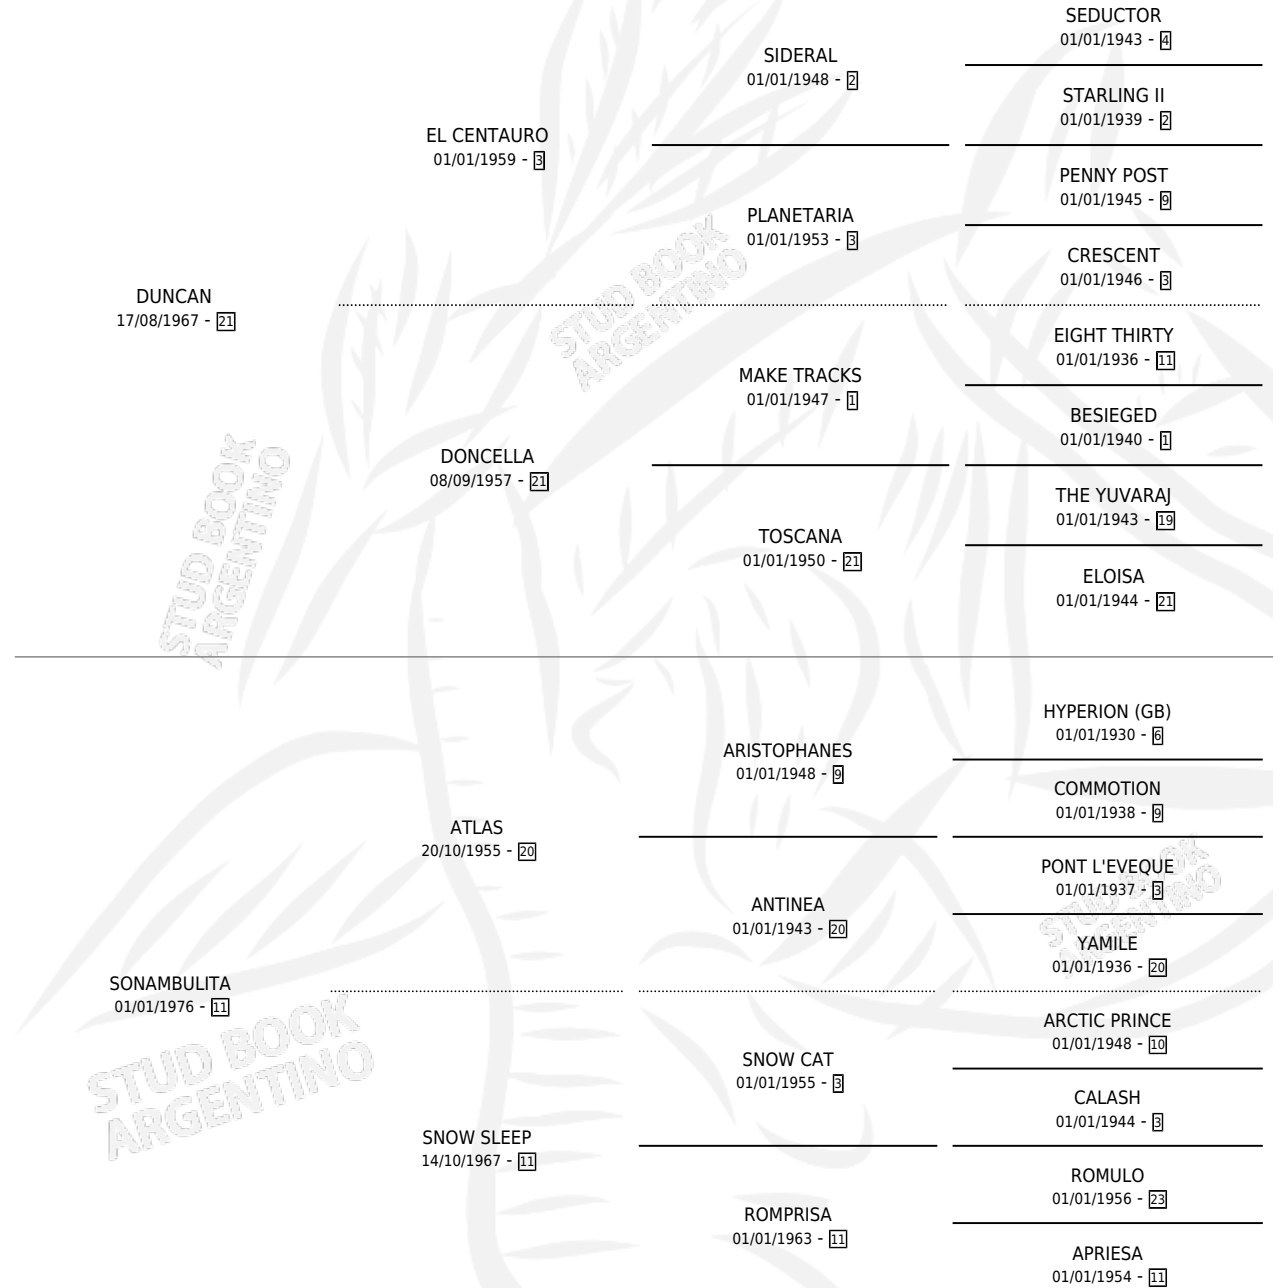 SEDUCTOR
01/01/1943 - 4
SIDERAL
01/01/1948 - 2
STARLING II
01/01/1939 - 2
EL CENTAURO
01/01/1959 - 3
PENNY POST
01/01/1945 - 9
PLANETARIA
01/01/1953 - 3
CRESCENT
01/01/1946 - 3
DUNCAN
17/08/1967 - 21
EIGHT THIRTY
01/01/1936 - 11
MAKE TRACKS
01/01/1947 - 1
BESIEGED
01/01/1940 - 1
DONCELLA
08/09/1957 - 21
THE YUVARAJ
01/01/1943 - 19
TOSCANA
01/01/1950 - 21
ELOISA
01/01/1944 - 21
HYPERION (GB)
01/01/1930 - 6
ARISTOPHANES
01/01/1948 - 9
COMMOTION
01/01/1938 - 9
ATLAS
20/10/1955 - 20
PONT L'EVEQUE
01/01/1937 - 3
ANTINEA
01/01/1943 - 20
YAMILE
01/01/1936 - 20
SONAMBULITA
01/01/1976 - 11
ARCTIC PRINCE
01/01/1948 - 10
SNOW CAT
01/01/1955 - 3
CALASH
01/01/1944 - 3
SNOW SLEEP
14/10/1967 - 11
ROMULO
01/01/1956 - 23
ROMPRISA
01/01/1963 - 11
APRIESA
01/01/1954 - 11
STUD BOOK
ARGENTINO
STUD BOOK
ARGENTINO
STUD BOOK
ARGENTINO
STUD BOOK
ARGENTINO